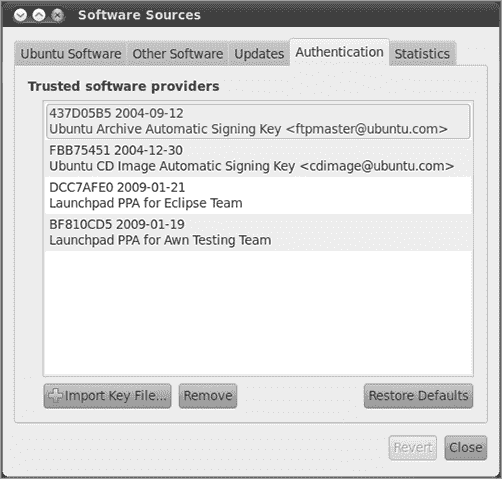 Software Sources
Ubuntu Software Other Software Updates Authentication Statistics
Trusted software providers
437D05B5 2004-09-12
Ubuntu Archive Automatic Signing Key <ftpmaster@ubuntu.com>
FBB75451 2004-12-30
Ubuntu CD Image Automatic Signing Key <cdimage@ubuntu.com>
DCC7AFE0 2009-01-21
Launchpad PPA for Eclipse Team
BF810CD5 2009-01-19
Launchpad PPA for Awn Testing Team
Import Key File... Remove Restore Defaults
Revert Close